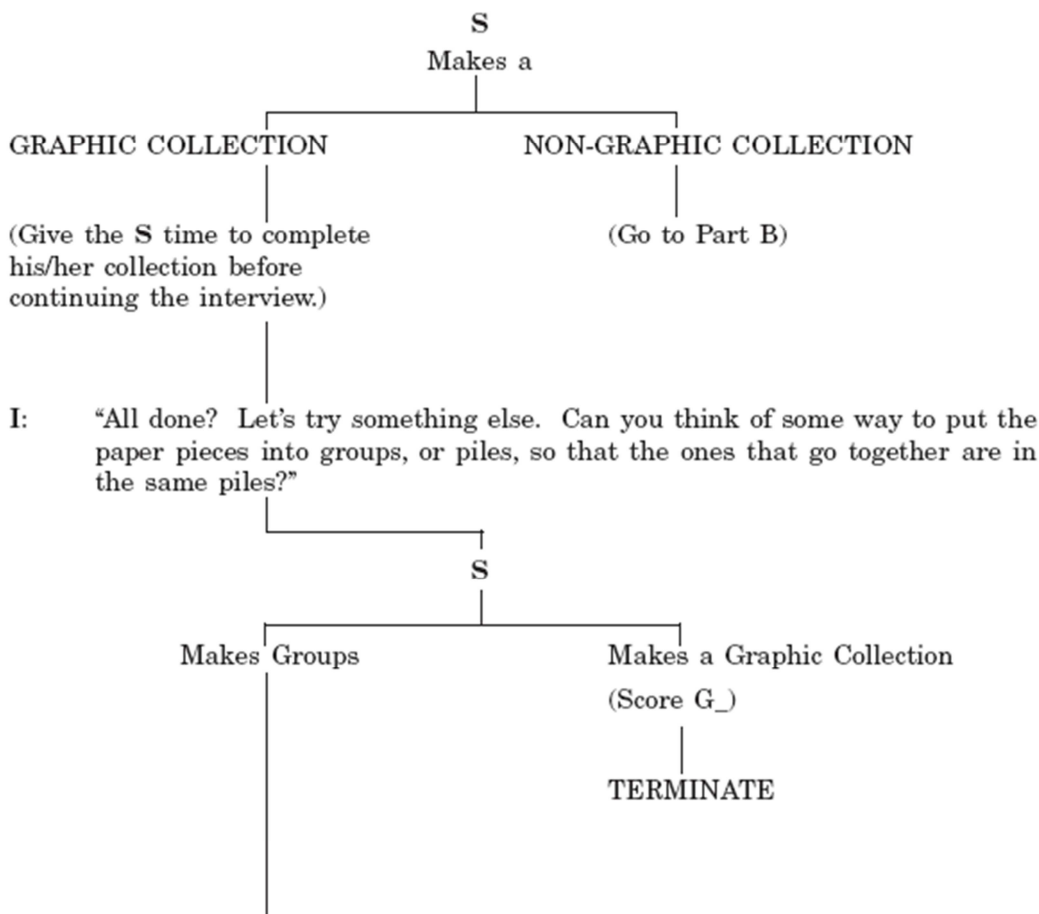 S
Makes a
GRAPHIC COLLECTION
NON-GRAPHIC COLLECTION
(Give the S time to complete
his/her collection before
continuing the interview.)
(Go to Part B)
I: “All done? Let’s try something else. Can you think of some way to put the
paper pieces into groups, or piles, so that the ones that go together are in
the same piles?”
S
Makes Groups
Makes a Graphic Collection
(Score G_)
TERMINATE